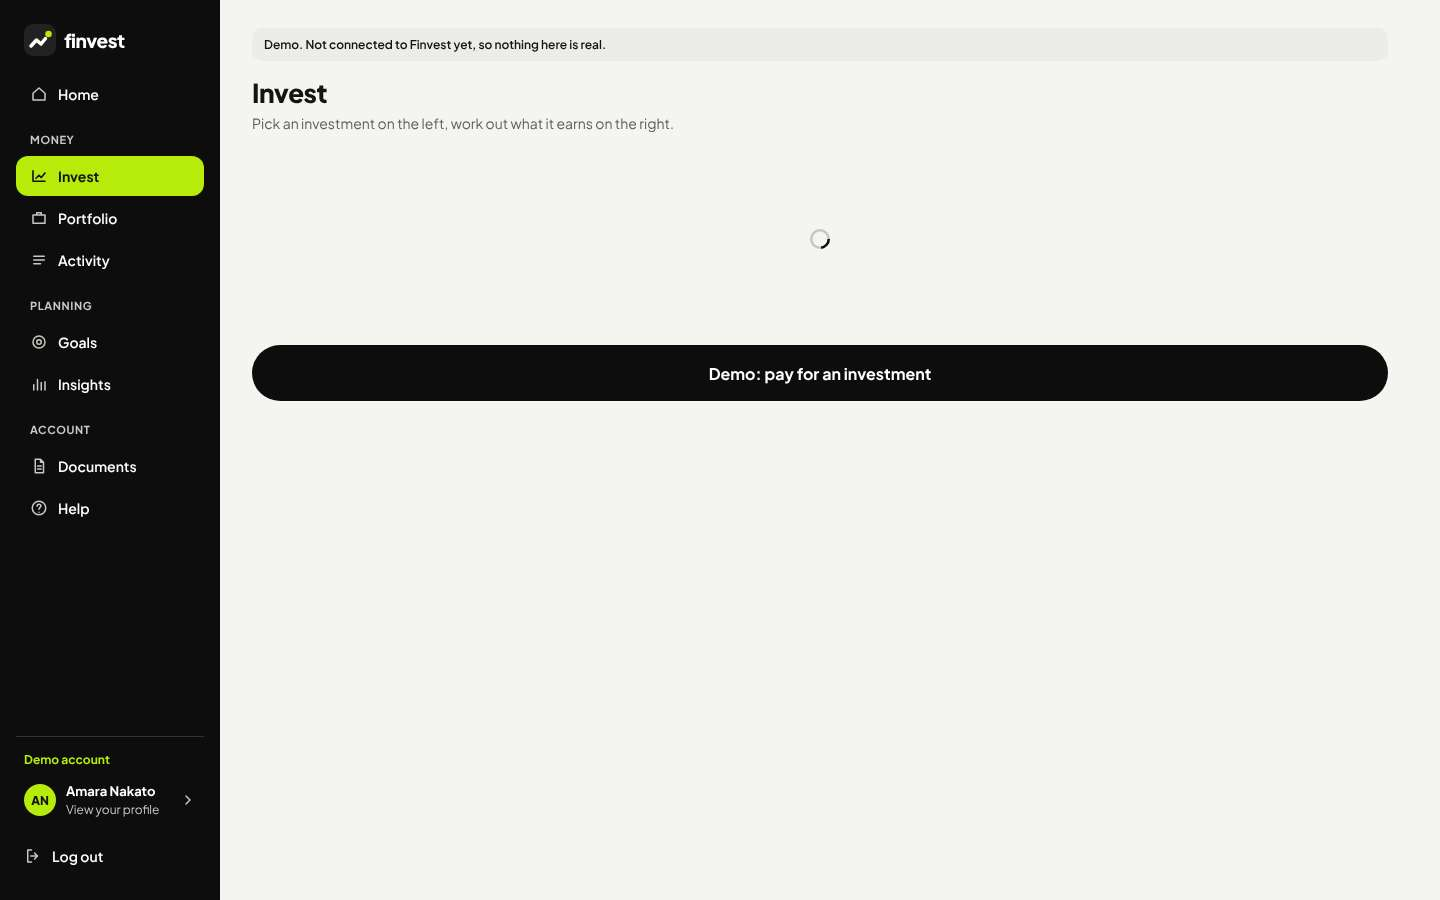 finvest
Home
MONEY
Invest
Portfolio
Activity
PLANNING
Goals
Insights
ACCOUNT
Documents
Help
Demo account
AN
Amara Nakato
View your profile
Log out
Demo. Not connected to Finvest yet, so nothing here is real.
Invest
Pick an investment on the left, work out what it earns on the right.
Demo: pay for an investment